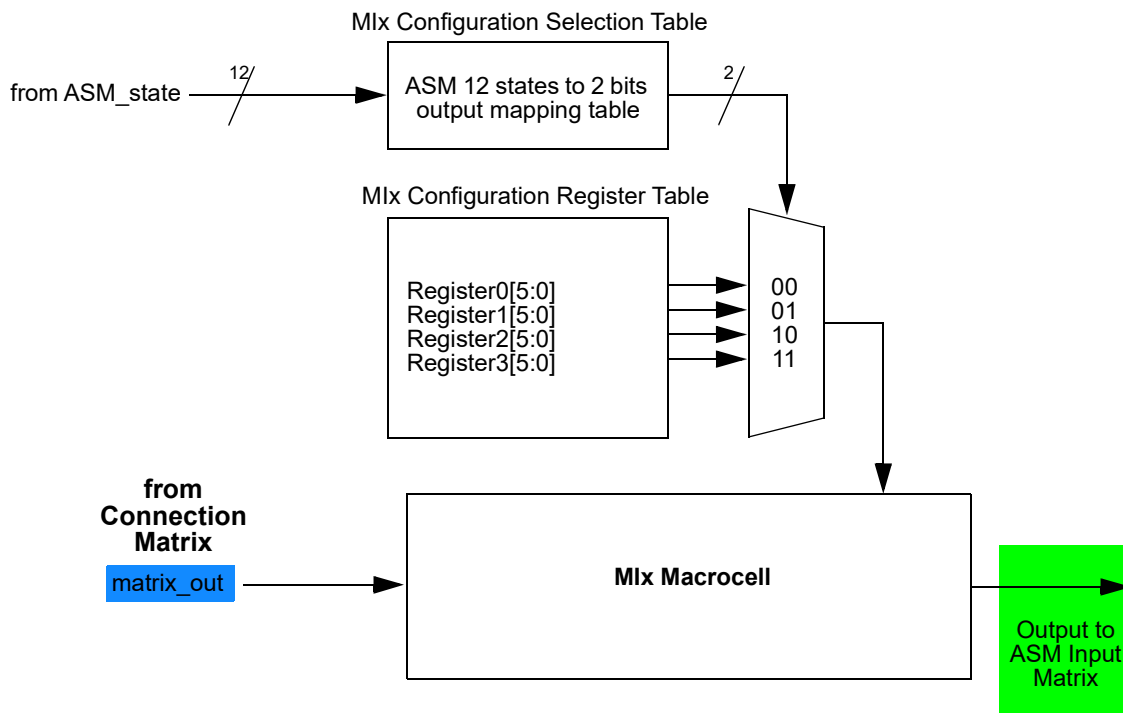 MIx Configuration Selection Table
from ASM_state
12
ASM 12 states to 2 bits
output mapping table
2
MIx Configuration Register Table
Register0[5:0]
Register1[5:0]
Register2[5:0]
Register3[5:0]
00
01
10
11
from
Connection
Matrix
matrix_out
MIx Macrocell
Output to
ASM Input
Matrix